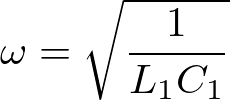 ω = √(1 / (L₁C₁))